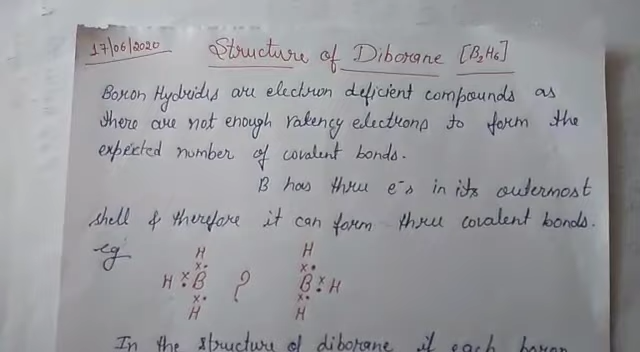 17/06/2020 Structure of Diborane [B2H6]
Boron Hydrides are electron deficient compounds as
there are not enough valency electrons to form the
expected number of covalent bonds.
B has three e-s in its outermost
shell & therefore it can form three covalent bonds.
eg
H H
H B ? B H
H H
In the structure of diborane if each boron